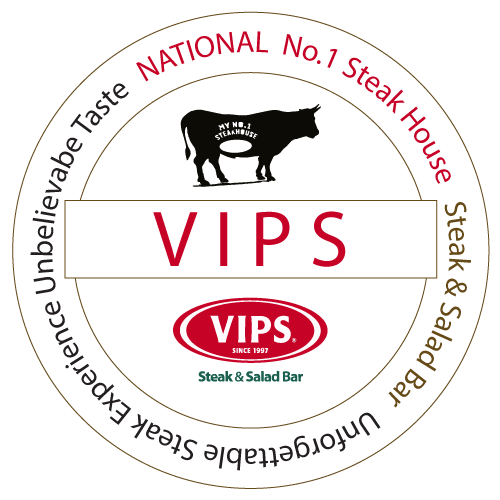 NATIONAL No.1 Steak House
Steak & Salad Bar
Unforgettable Steak Experience Unbelievabe Taste
MY NO.1
STEAKHOUSE
VIPS
VIPS®
SINCE 1997
Steak & Salad Bar